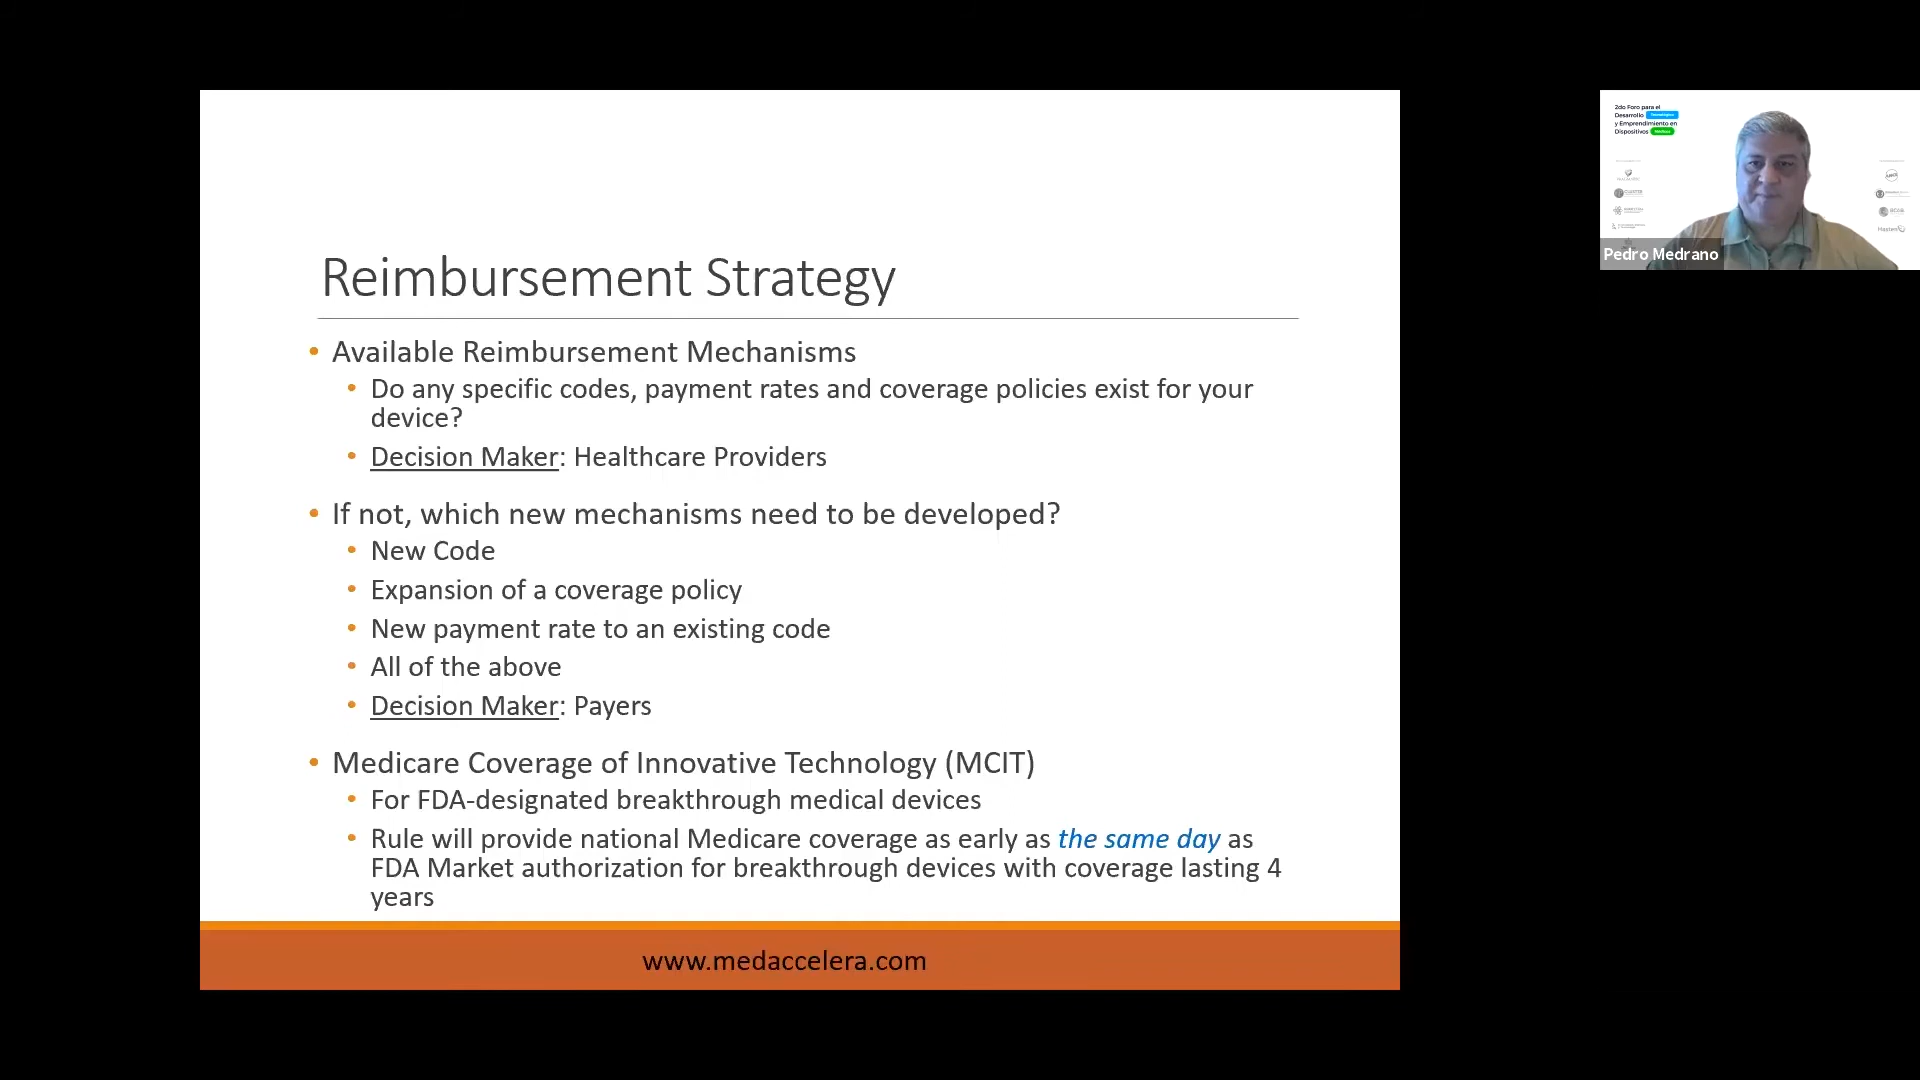 Reimbursement Strategy
• Available Reimbursement Mechanisms
• Do any specific codes, payment rates and coverage policies exist for your
device?
• Decision Maker: Healthcare Providers
• If not, which new mechanisms need to be developed?
• New Code
• Expansion of a coverage policy
• New payment rate to an existing code
• All of the above
• Decision Maker: Payers
• Medicare Coverage of Innovative Technology (MCIT)
• For FDA-designated breakthrough medical devices
• Rule will provide national Medicare coverage as early as the same day as
FDA Market authorization for breakthrough devices with coverage lasting 4
years
www.medaccelera.com
2do Foro para el
Desarrollo Tecnológico
y Emprendimiento en
Dispositivos Médicos
Pedro Medrano